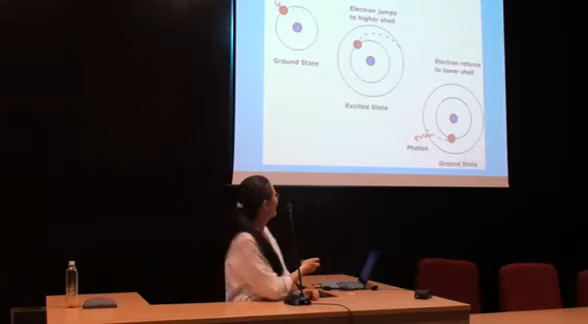 Electron jumps
to higher shell
Ground State
Electron returns
to lower shell
Excited State
Photon
Ground State